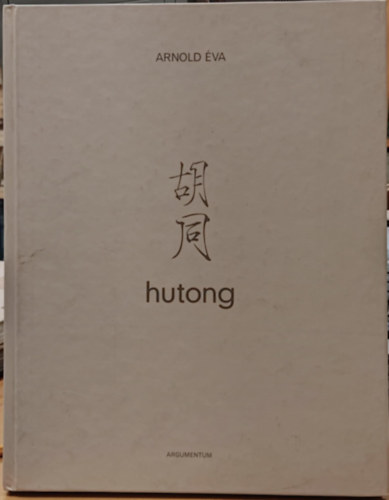 ARNOLD ÉVA
胡
同
hutong
ARGUMENTUM